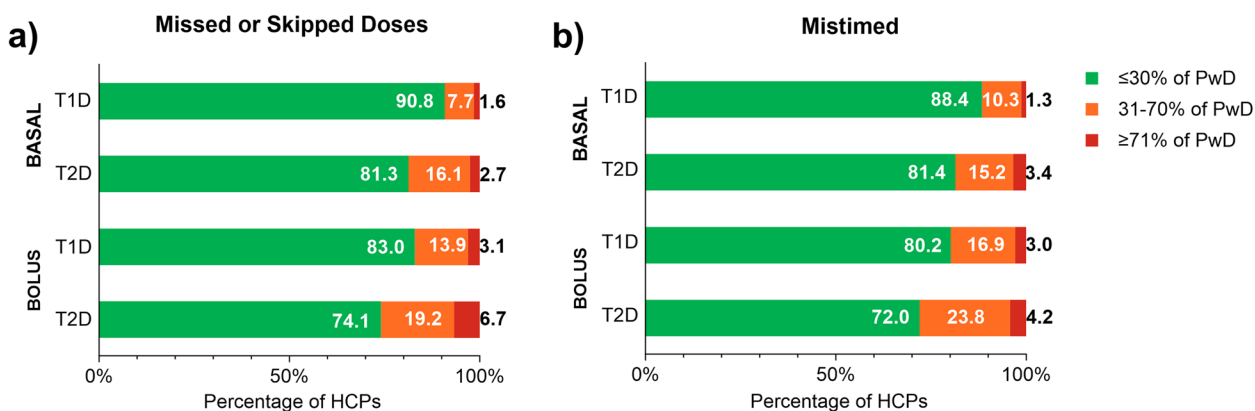 a)
Missed or Skipped Doses
BASAL
T1D
90.8 7.7 1.6
T2D
81.3 16.1 2.7
BOLUS
T1D
83.0 13.9 3.1
T2D
74.1 19.2 6.7
0% 50% 100%
Percentage of HCPs
b)
Mistimed
BASAL
T1D
88.4 10.3 1.3
T2D
81.4 15.2 3.4
BOLUS
T1D
80.2 16.9 3.0
T2D
72.0 23.8 4.2
0% 50% 100%
Percentage of HCPs
≤30% of PwD
31-70% of PwD
≥71% of PwD